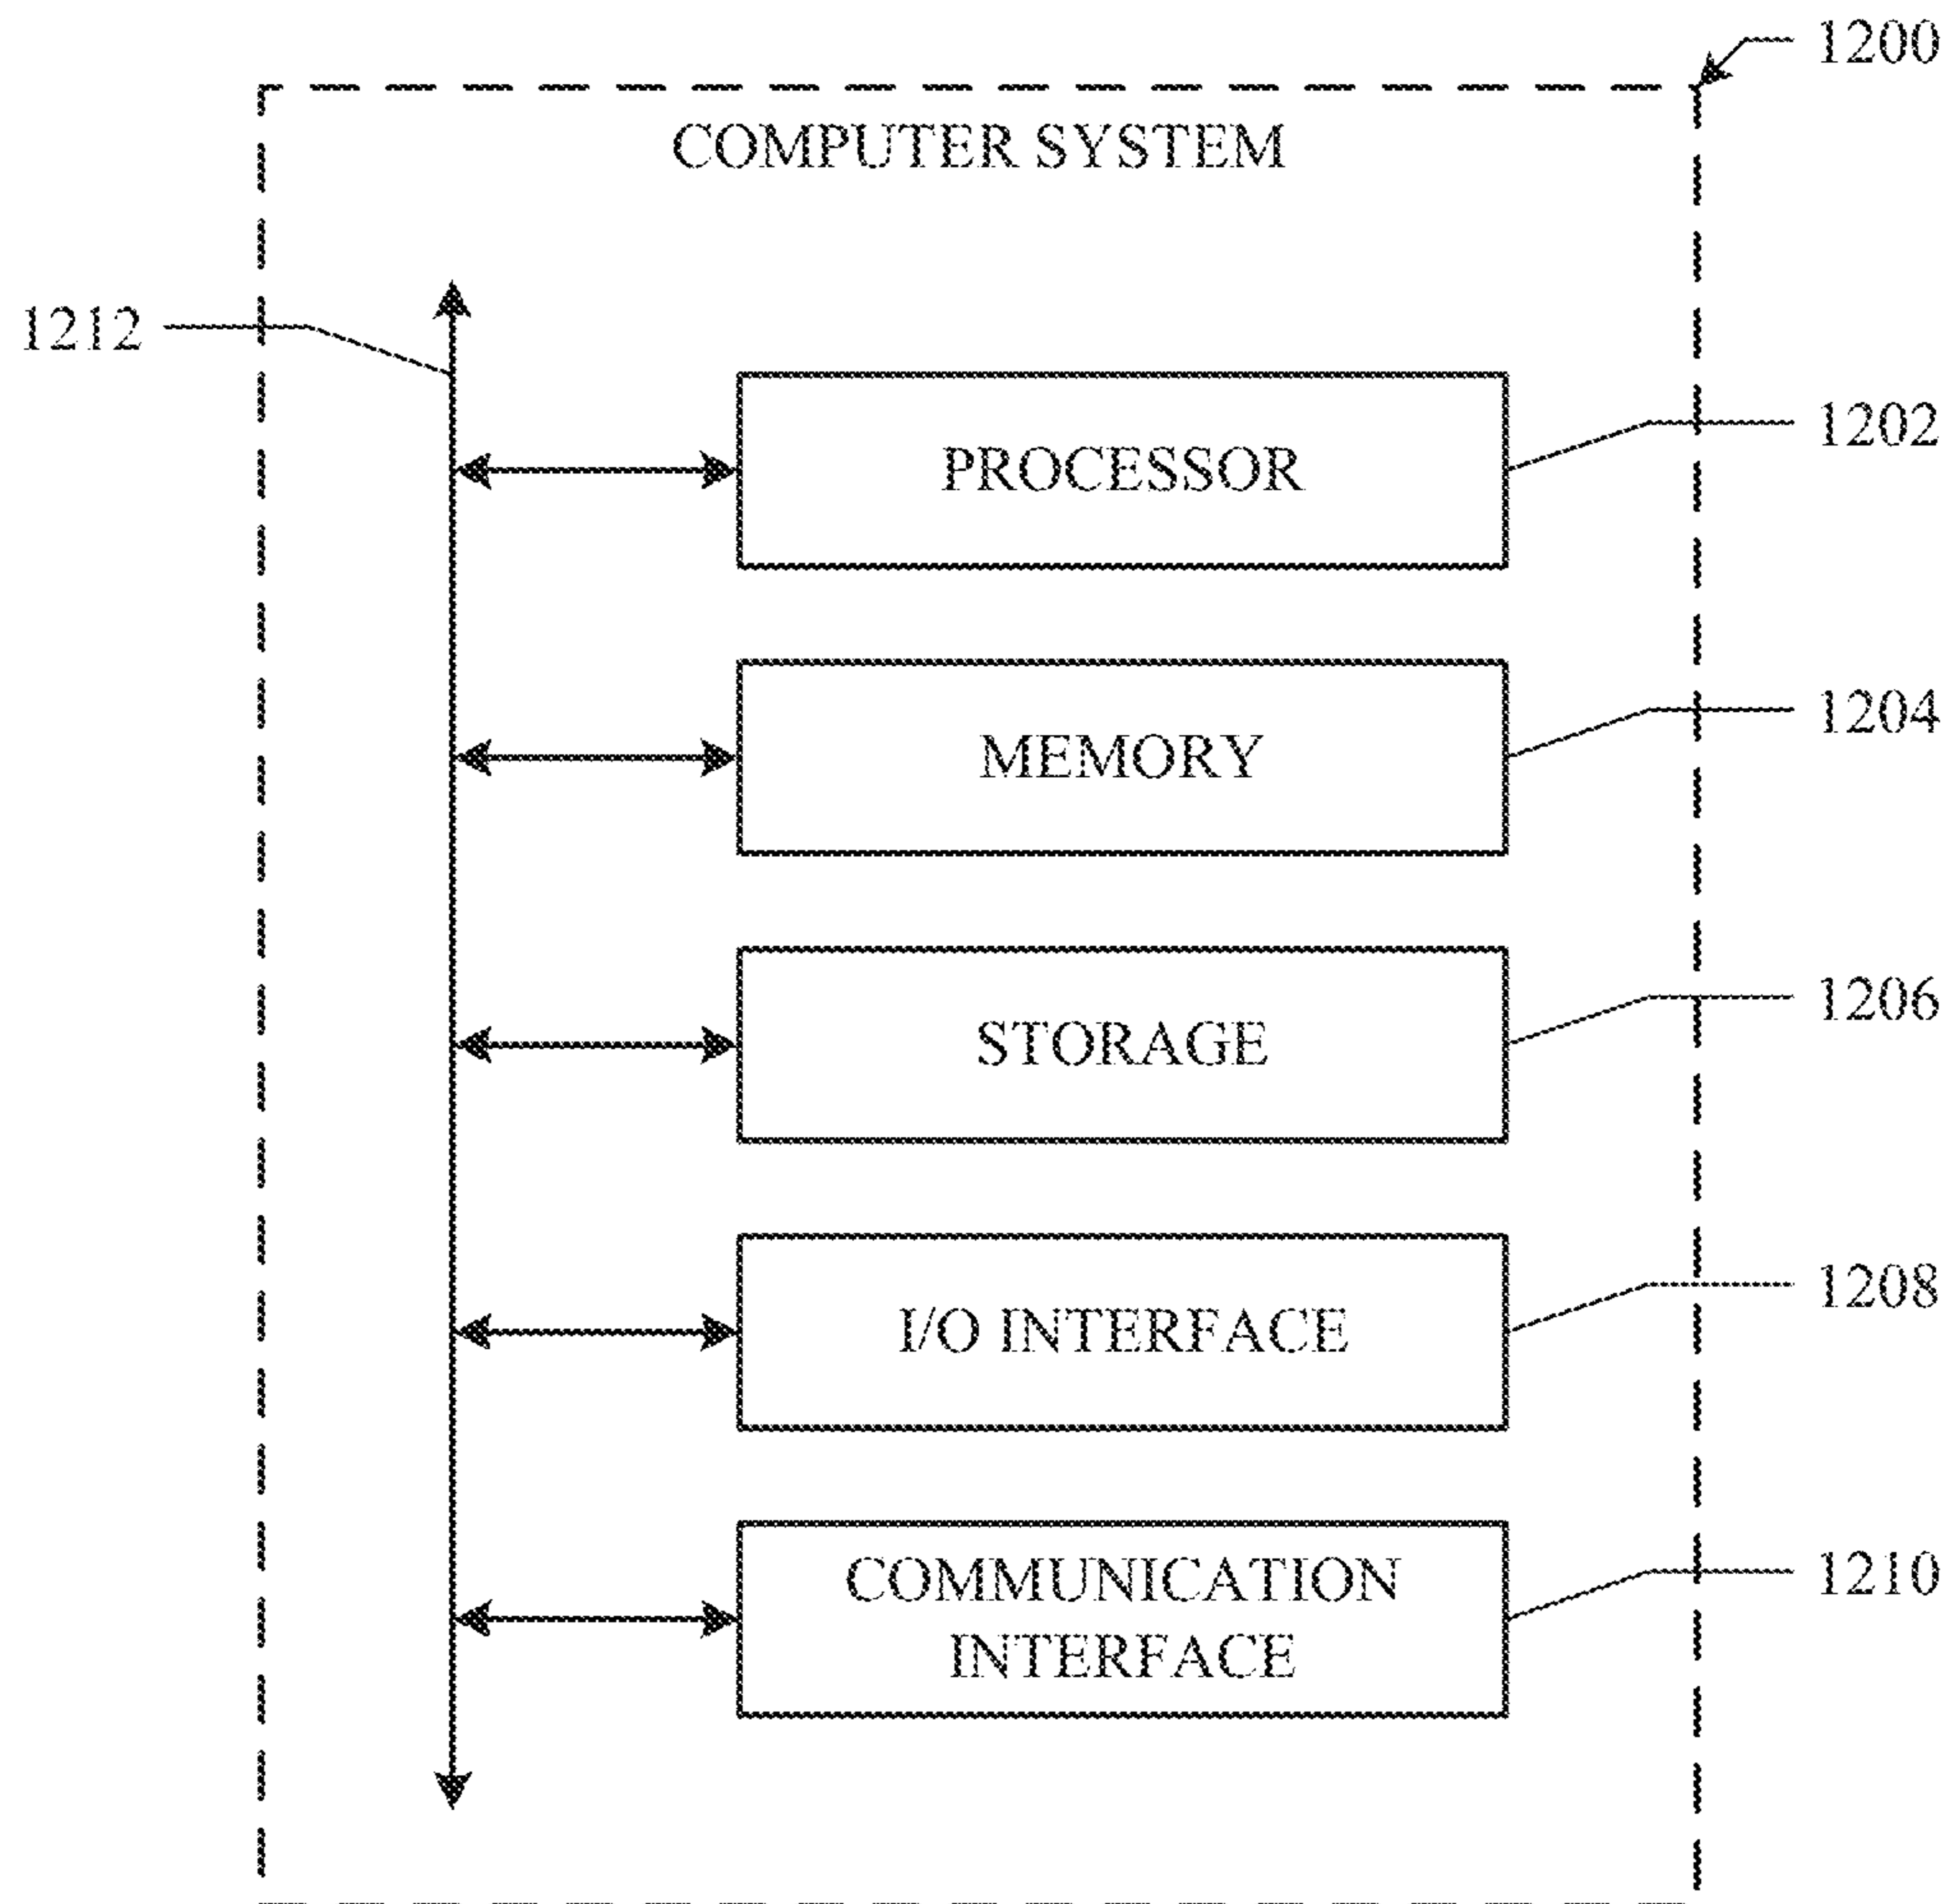 1200
COMPUTER SYSTEM
1212
PROCESSOR
1202
MEMORY
1204
STORAGE
1206
I/O INTERFACE
1208
COMMUNICATION
INTERFACE
1210